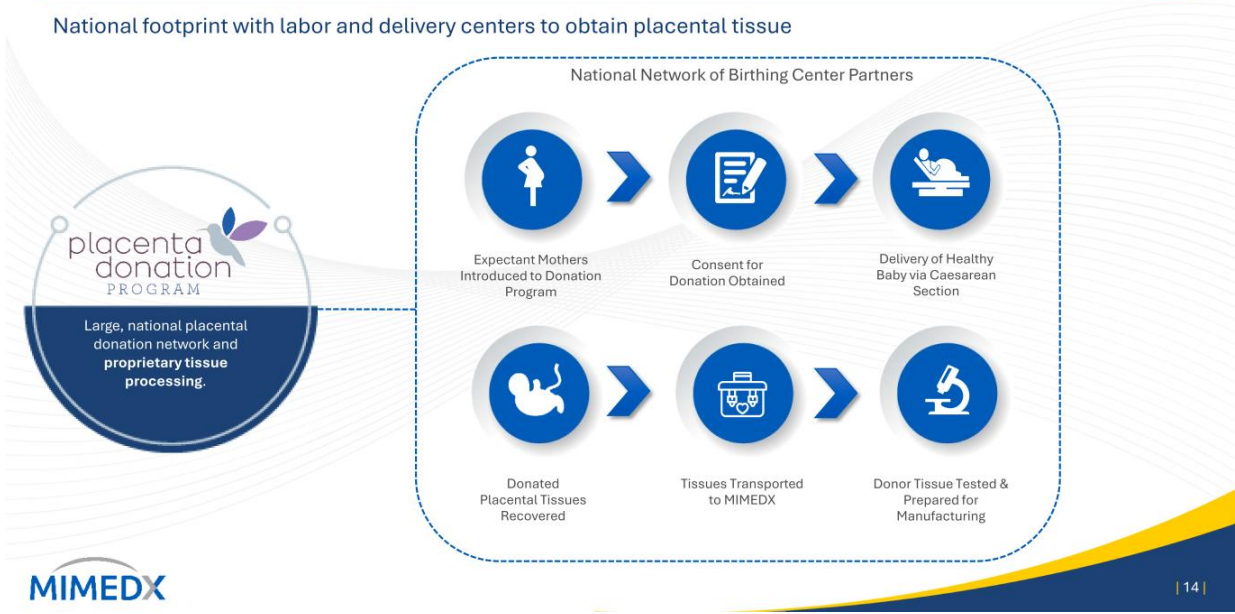 National footprint with labor and delivery centers to obtain placental tissue
National Network of Birthing Center Partners
placenta
donation
PROGRAM
Large, national placental
donation network and
proprietary tissue
processing.
Expectant Mothers
Introduced to Donation
Program
Consent for
Donation Obtained
Delivery of Healthy
Baby via Caesarean
Section
Donated
Placental Tissues
Recovered
Tissues Transported
to MIMEDX
Donor Tissue Tested &
Prepared for
Manufacturing
MIMEDX
| 14 |